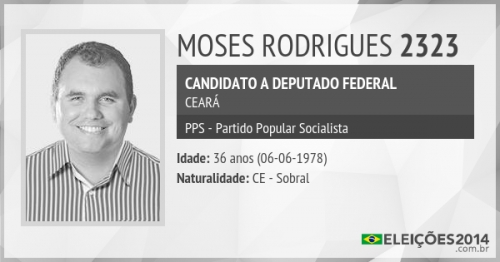 MOSES RODRIGUES 2323
CANDIDATO A DEPUTADO FEDERAL
CEARÁ
PPS - Partido Popular Socialista
Idade: 36 anos (06-06-1978)
Naturalidade: CE - Sobral
ELEIÇÕES2014
.com.br